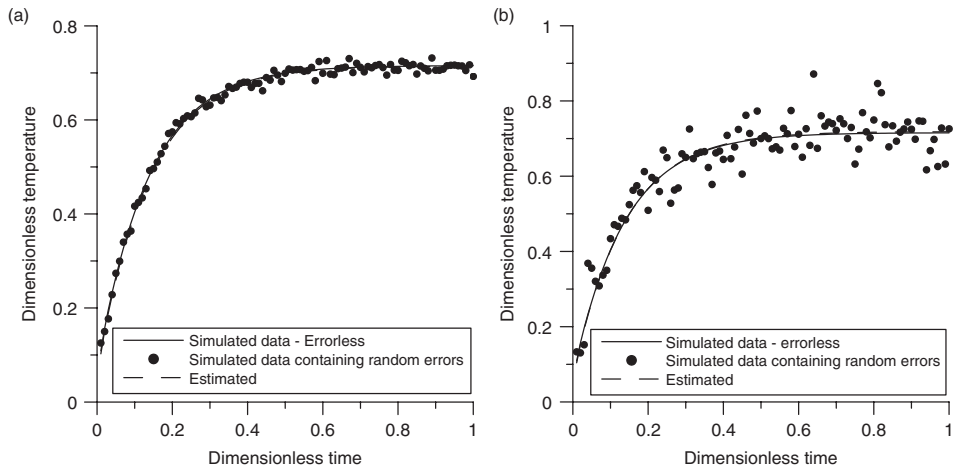 (a)
0.8
0.6
0.4
0.2
0
Dimensionless temperature
Simulated data - Errorless
Simulated data containing random errors
Estimated
0 0.2 0.4 0.6 0.8 1
Dimensionless time
(b)
1
0.8
0.6
0.4
0.2
0
Dimensionless temperature
Simulated data - errorless
Simulated data containing random errors
Estimated
0 0.2 0.4 0.6 0.8 1
Dimensionless time